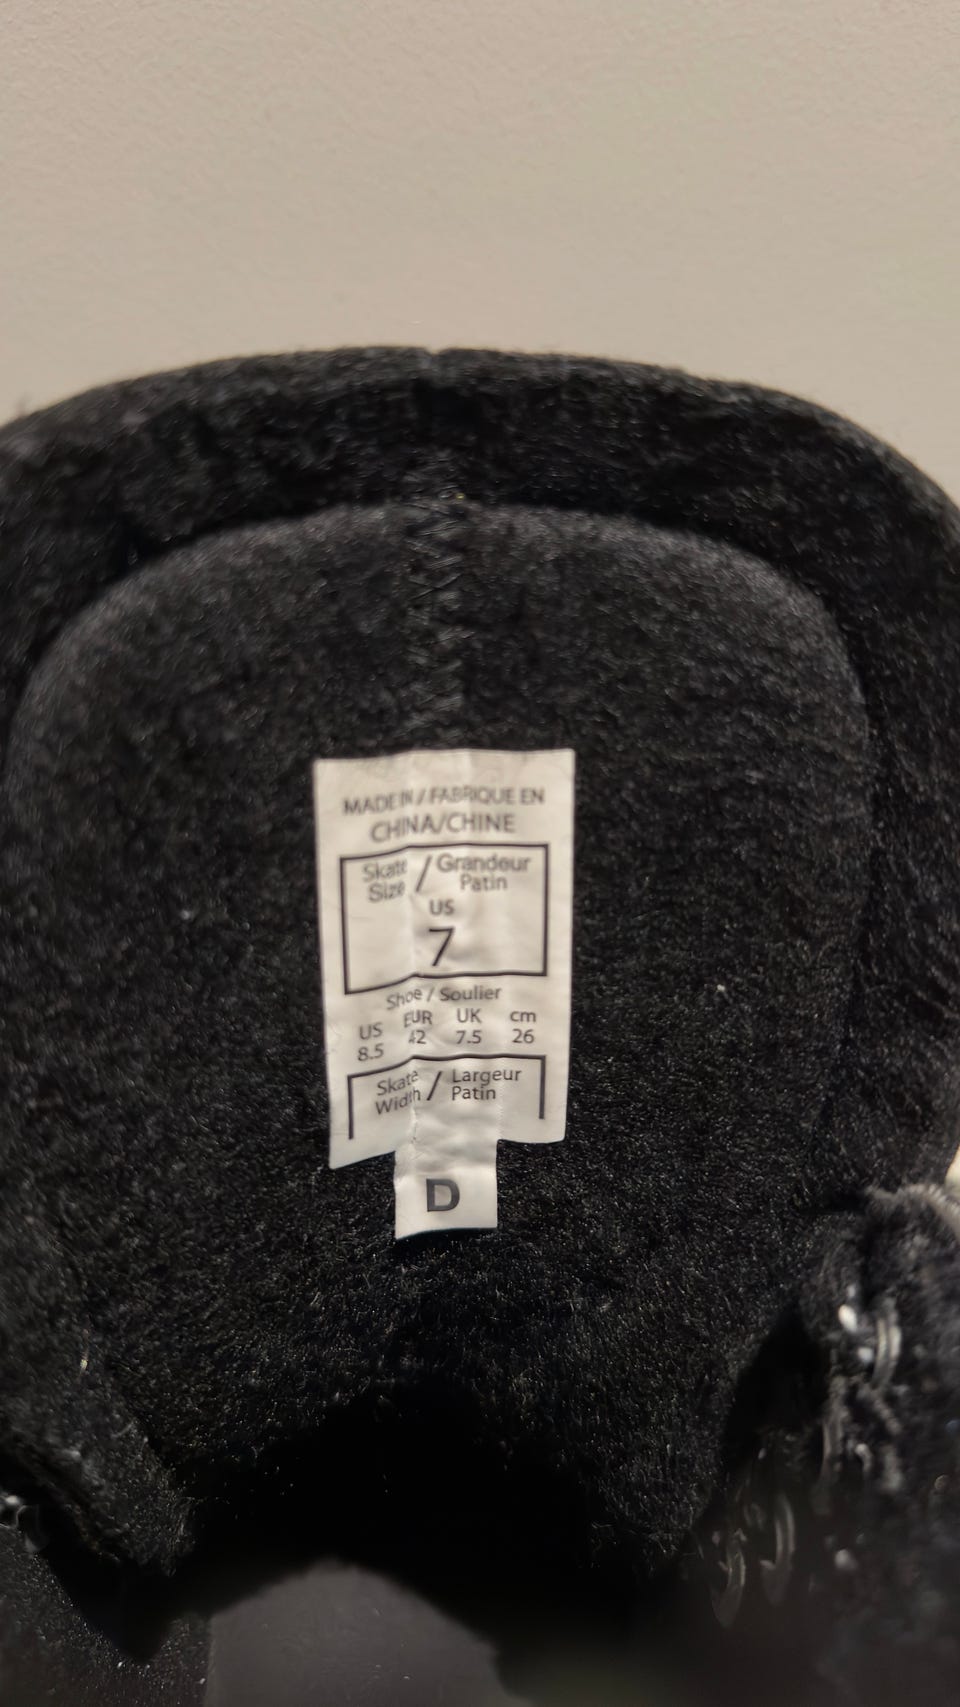 MADE IN / FABRIQUE EN
CHINA/CHINE
Skate Size / Grandeur Patin
US
7
Shoe / Soulier
US EUR UK cm
8.5 42 7.5 26
Skate Width / Largeur Patin
D